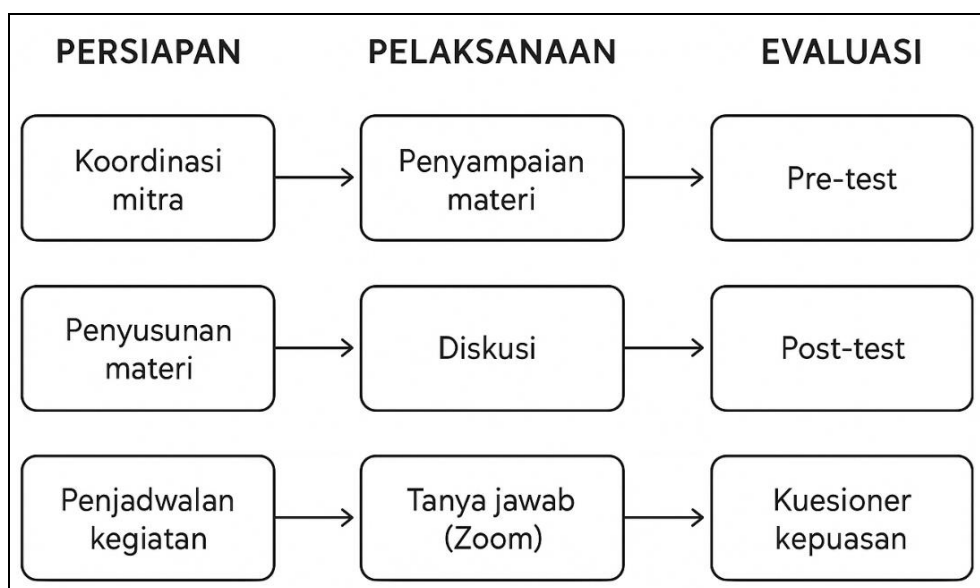 PERSIAPAN PELAKSANAAN EVALUASI
Koordinasi
mitra
Penyampaian
materi
Pre-test
Penyusunan
materi
Diskusi
Post-test
Penjadwalan
kegiatan
Tanya jawab
(Zoom)
Kuesioner
kepuasan